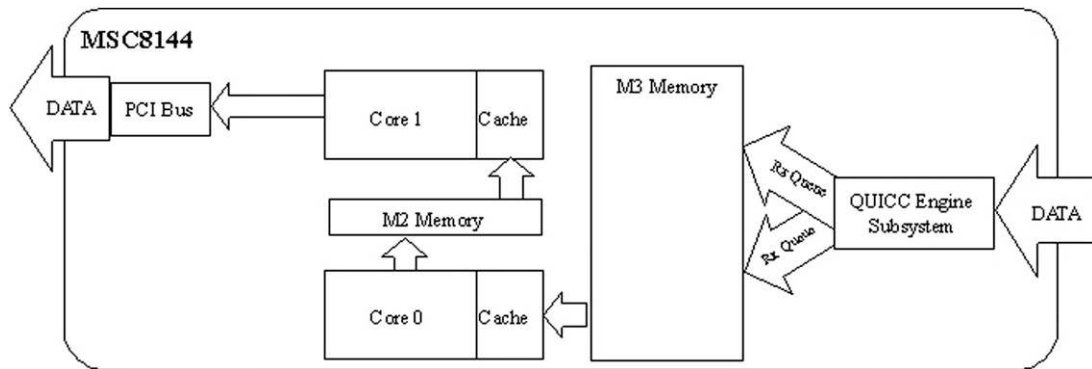 MSC8144
DATA
PCI Bus
Core 1
Cache
M2 Memory
Core 0
Cache
M3 Memory
Rx Queue
Rx Queue
QUICC Engine
Subsystem
DATA